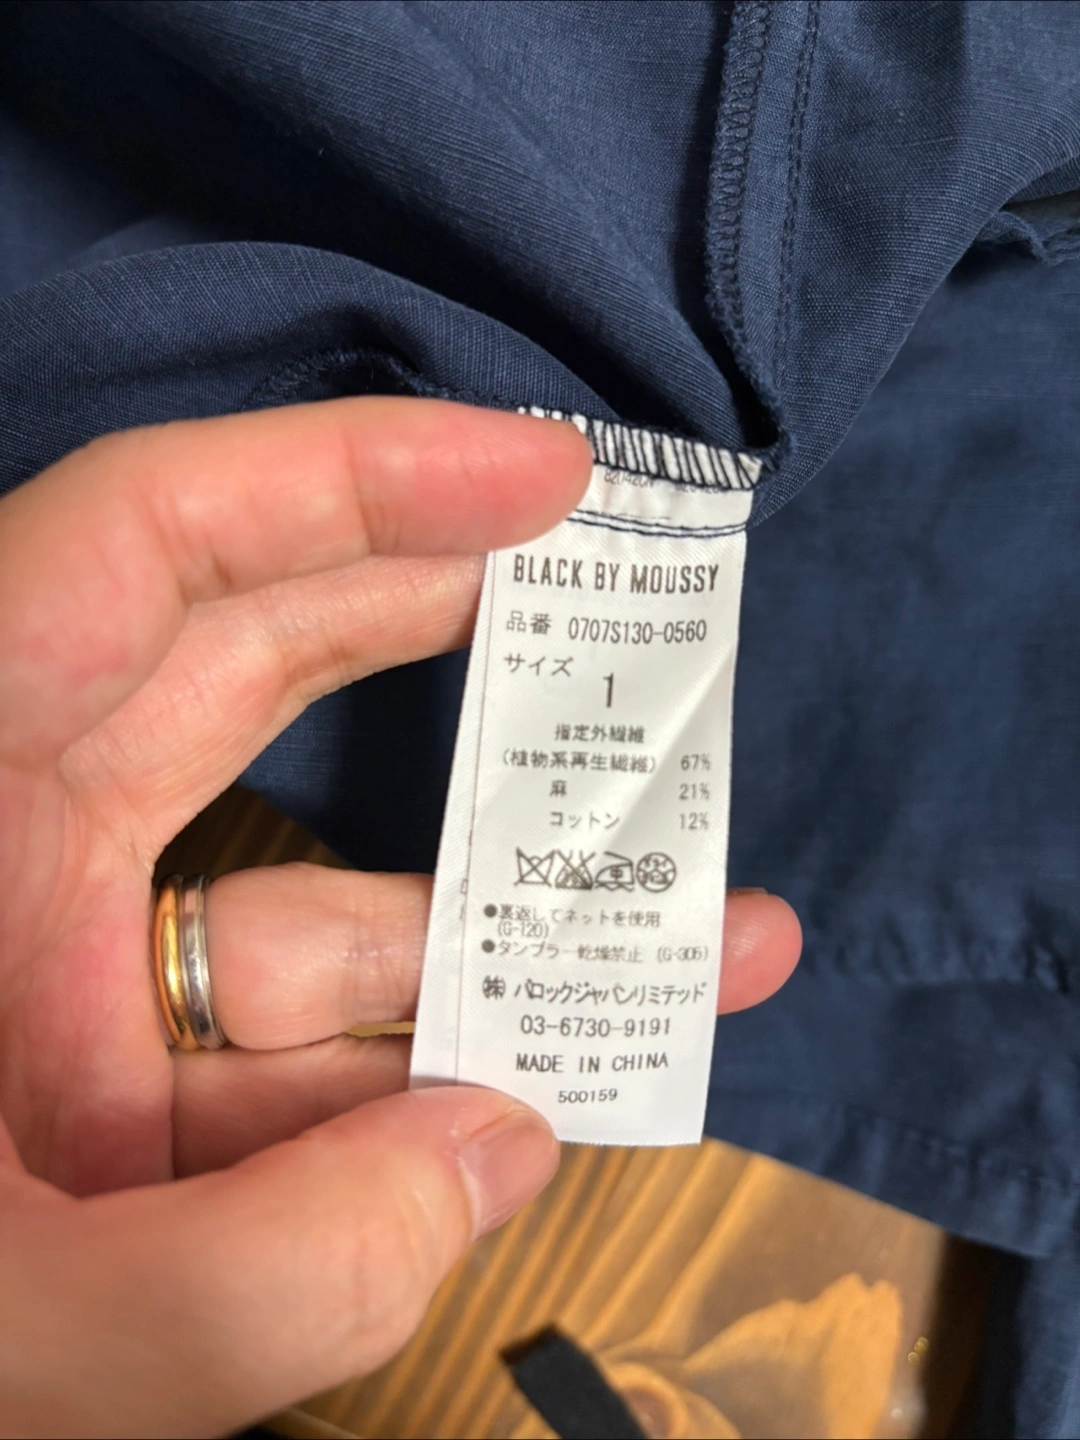 BLACK BY MOUSSY
品番 0707S130-0560
サイズ
1
指定外繊維
(植物系再生繊維) 67%
麻 21%
コットン 12%
●裏返してネットを使用
(G-120)
●タンブラー乾燥禁止 (G-305)
㈱ バロックジャパンリミテッド
03-6730-9191
MADE IN CHINA
500159